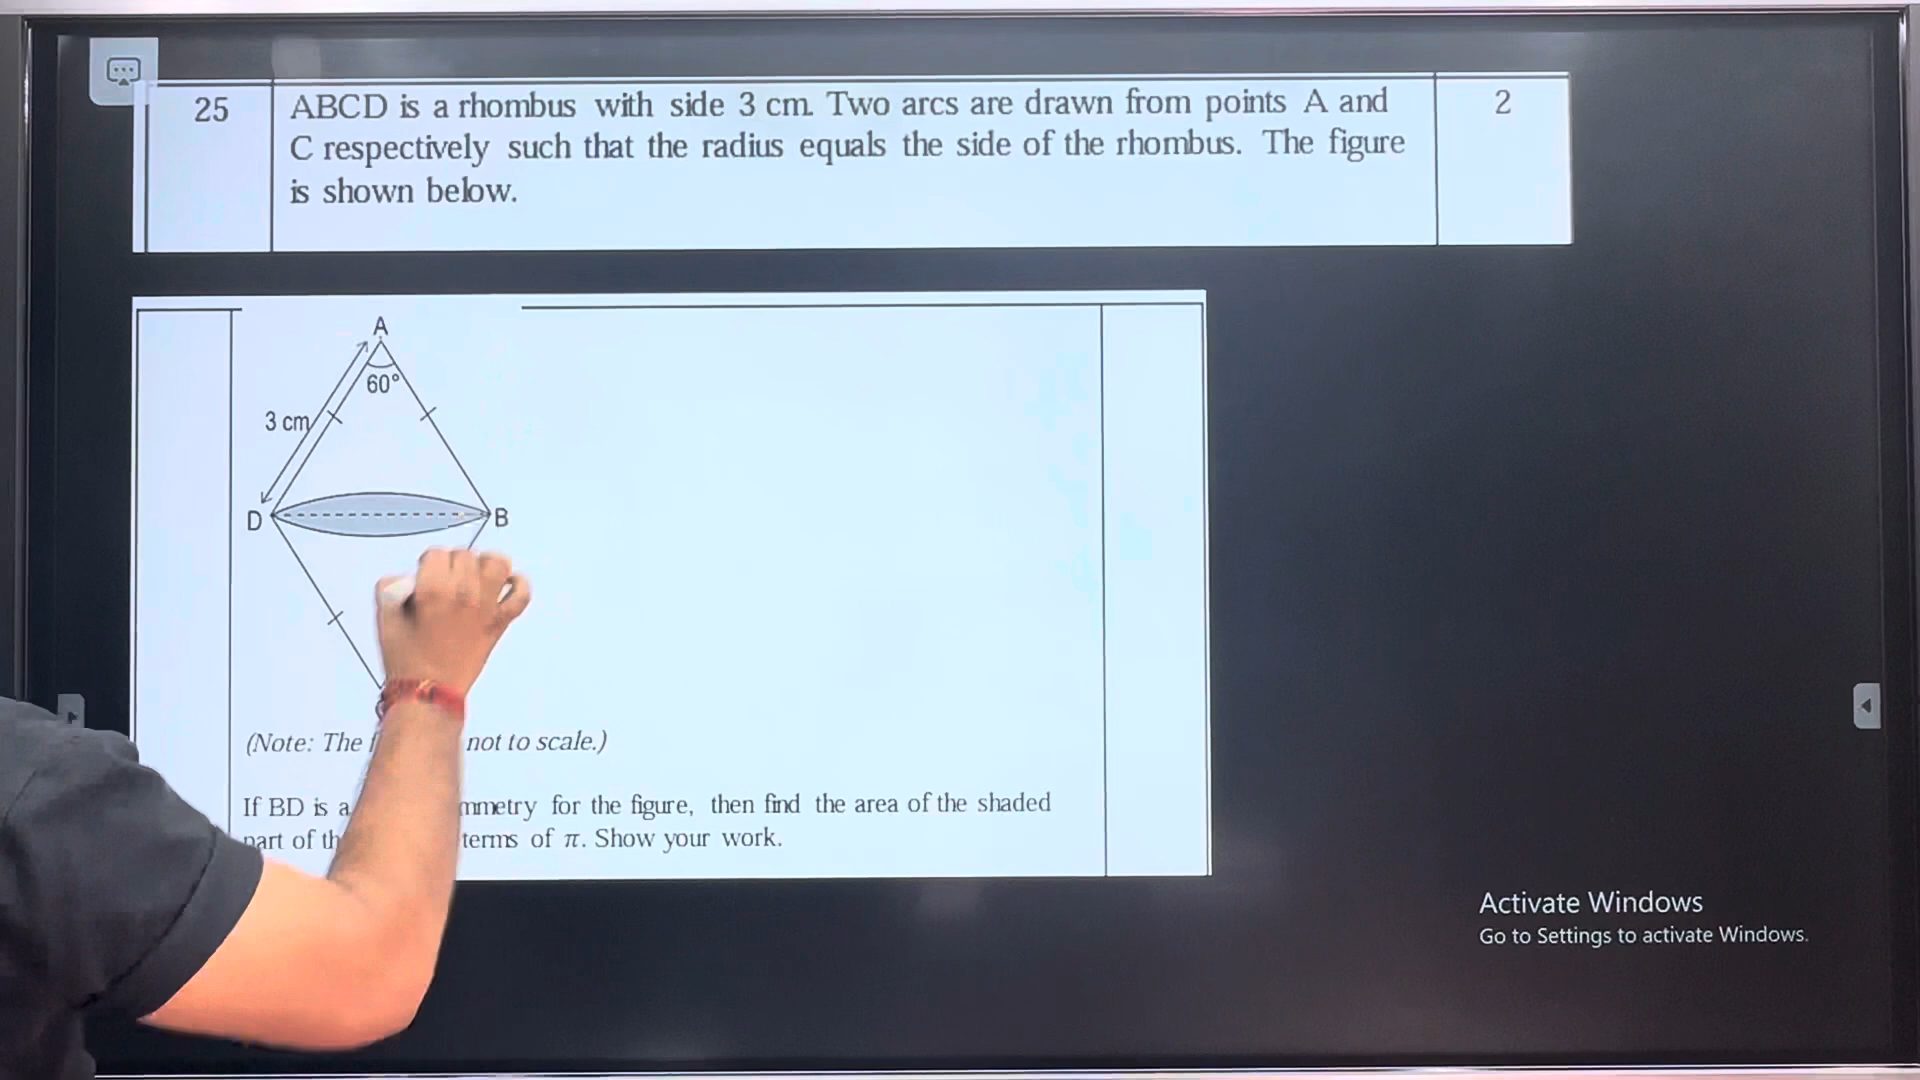 25
ABCD is a rhombus with side 3 cm. Two arcs are drawn from points A and
C respectively such that the radius equals the side of the rhombus. The figure
is shown below.
2
A
60°
3 cm
D
B
(Note: The
not to scale.)
If BD is a
mmetry for the figure, then find the area of the shaded
part of th
terms of π. Show your work.
Activate Windows
Go to Settings to activate Windows.